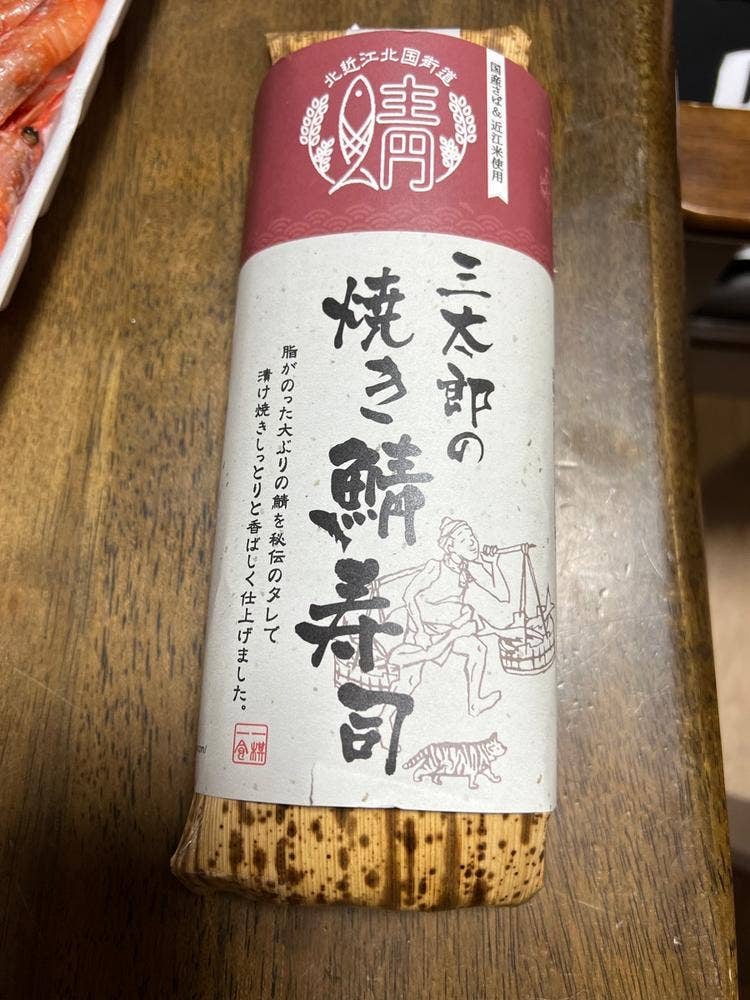 北近江北国街道
鯖
国産さば&近江米使用
三太郎の
焼き鯖寿司
脂がのった大ぶりの鯖を秘伝のタレで
漬け焼きしっとりと香ばしく仕上げました。